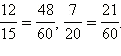 12/15 = 48/60, 7/20 = 21/60.